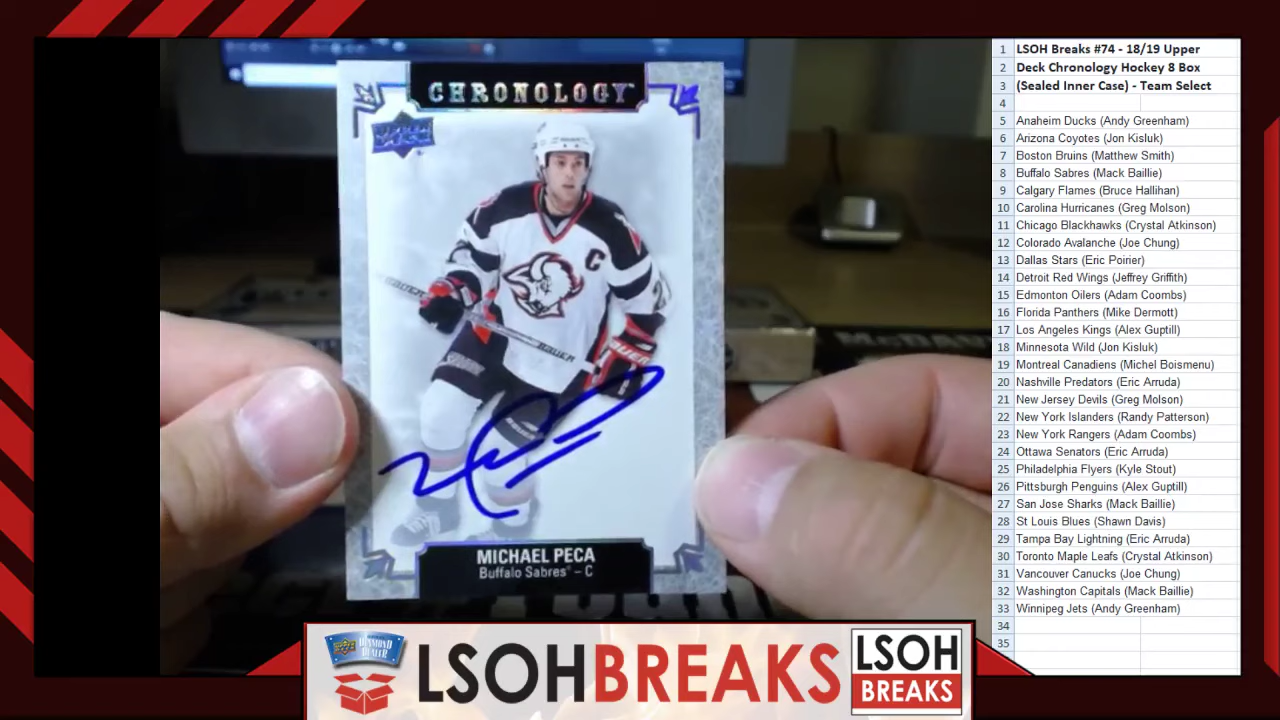 CHRONOLOGY
UPPER DECK
C
BAUER
BAUER
MICHAEL PECA
Buffalo Sabres® – C
1 LSOH Breaks #74 - 18/19 Upper
2 Deck Chronology Hockey 8 Box
3 (Sealed Inner Case) - Team Select
4
5 Anaheim Ducks (Andy Greenham)
6 Arizona Coyotes (Jon Kisluk)
7 Boston Bruins (Matthew Smith)
8 Buffalo Sabres (Mack Baillie)
9 Calgary Flames (Bruce Hallihan)
10 Carolina Hurricanes (Greg Molson)
11 Chicago Blackhawks (Crystal Atkinson)
12 Colorado Avalanche (Joe Chung)
13 Dallas Stars (Eric Poirier)
14 Detroit Red Wings (Jeffrey Griffith)
15 Edmonton Oilers (Adam Coombs)
16 Florida Panthers (Mike Dermott)
17 Los Angeles Kings (Alex Guptill)
18 Minnesota Wild (Jon Kisluk)
19 Montreal Canadiens (Michel Boismenu)
20 Nashville Predators (Eric Arruda)
21 New Jersey Devils (Greg Molson)
22 New York Islanders (Randy Patterson)
23 New York Rangers (Adam Coombs)
24 Ottawa Senators (Eric Arruda)
25 Philadelphia Flyers (Kyle Stout)
26 Pittsburgh Penguins (Alex Guptill)
27 San Jose Sharks (Mack Baillie)
28 St Louis Blues (Shawn Davis)
29 Tampa Bay Lightning (Eric Arruda)
30 Toronto Maple Leafs (Crystal Atkinson)
31 Vancouver Canucks (Joe Chung)
32 Washington Capitals (Mack Baillie)
33 Winnipeg Jets (Andy Greenham)
34
35
DIAMOND
DEALER
LSOHBREAKS
LSOH
BREAKS